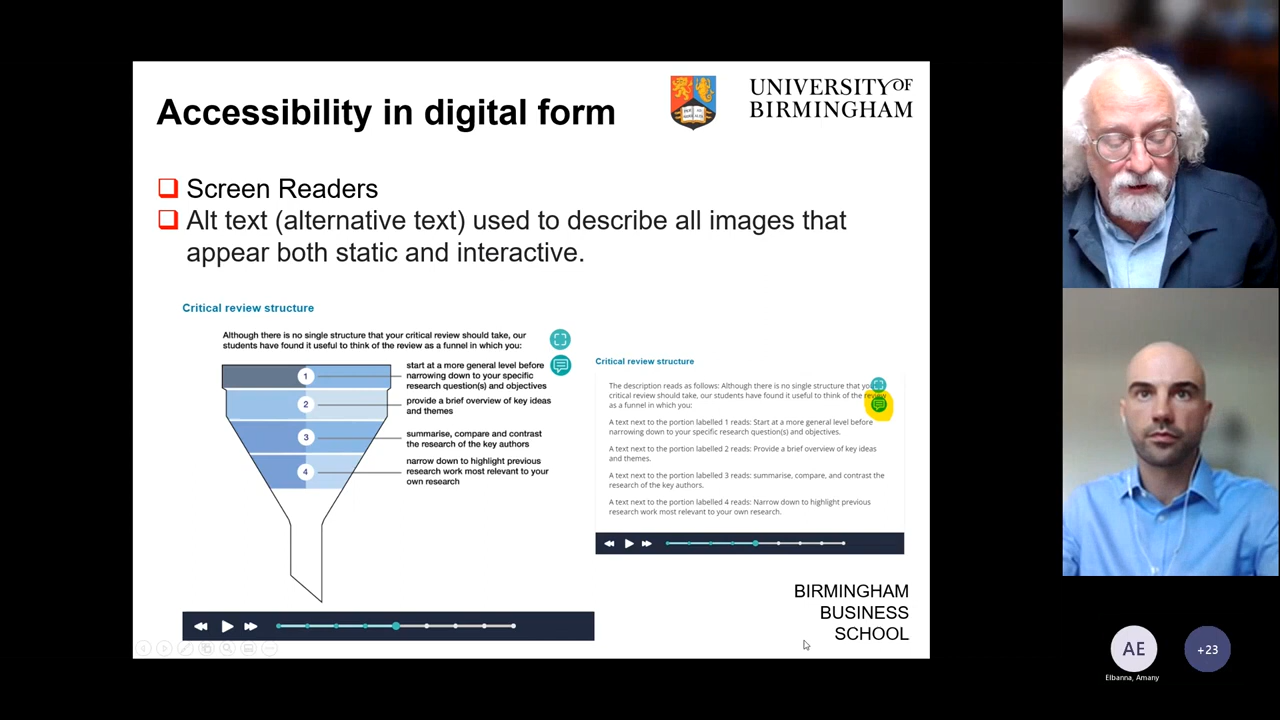 Accessibility in digital form
UNIVERSITYOF
BIRMINGHAM
Screen Readers
Alt text (alternative text) used to describe all images that
appear both static and interactive.
Critical review structure
Although there is no single structure that your critical review should take, our
students have found it useful to think of the review as a funnel in which you:
1
start at a more general level before
narrowing down to your specific
research question(s) and objectives
2
provide a brief overview of key ideas
and themes
3
summarise, compare and contrast
the research of the key authors
4
narrow down to highlight previous
research work most relevant to your
own research
Critical review structure
The description reads as follows: Although there is no single structure that your
critical review should take, our students have found it useful to think of the review
as a funnel in which you:
A text next to the portion labelled 1 reads: Start at a more general level before
narrowing down to your specific research question(s) and objectives.
A text next to the portion labelled 2 reads: Provide a brief overview of key ideas
and themes.
A text next to the portion labelled 3 reads: summarise, compare, and contrast the
research of the key authors.
A text next to the portion labelled 4 reads: Narrow down to highlight previous
research work most relevant to your own research.
BIRMINGHAM
BUSINESS
SCHOOL
AE
+23
Elbanna, Amany